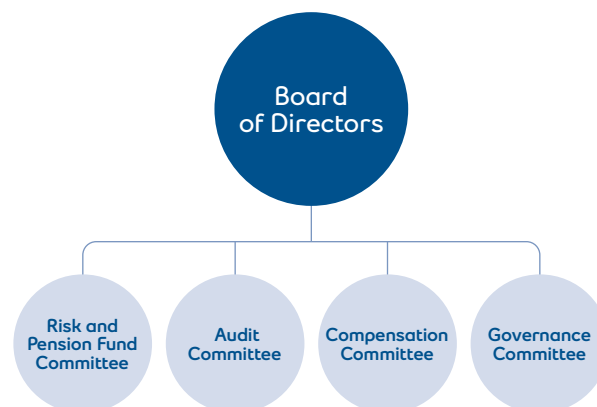 Board
of Directors
Risk and
Pension Fund
Committee
Audit
Committee
Compensation
Committee
Governance
Committee